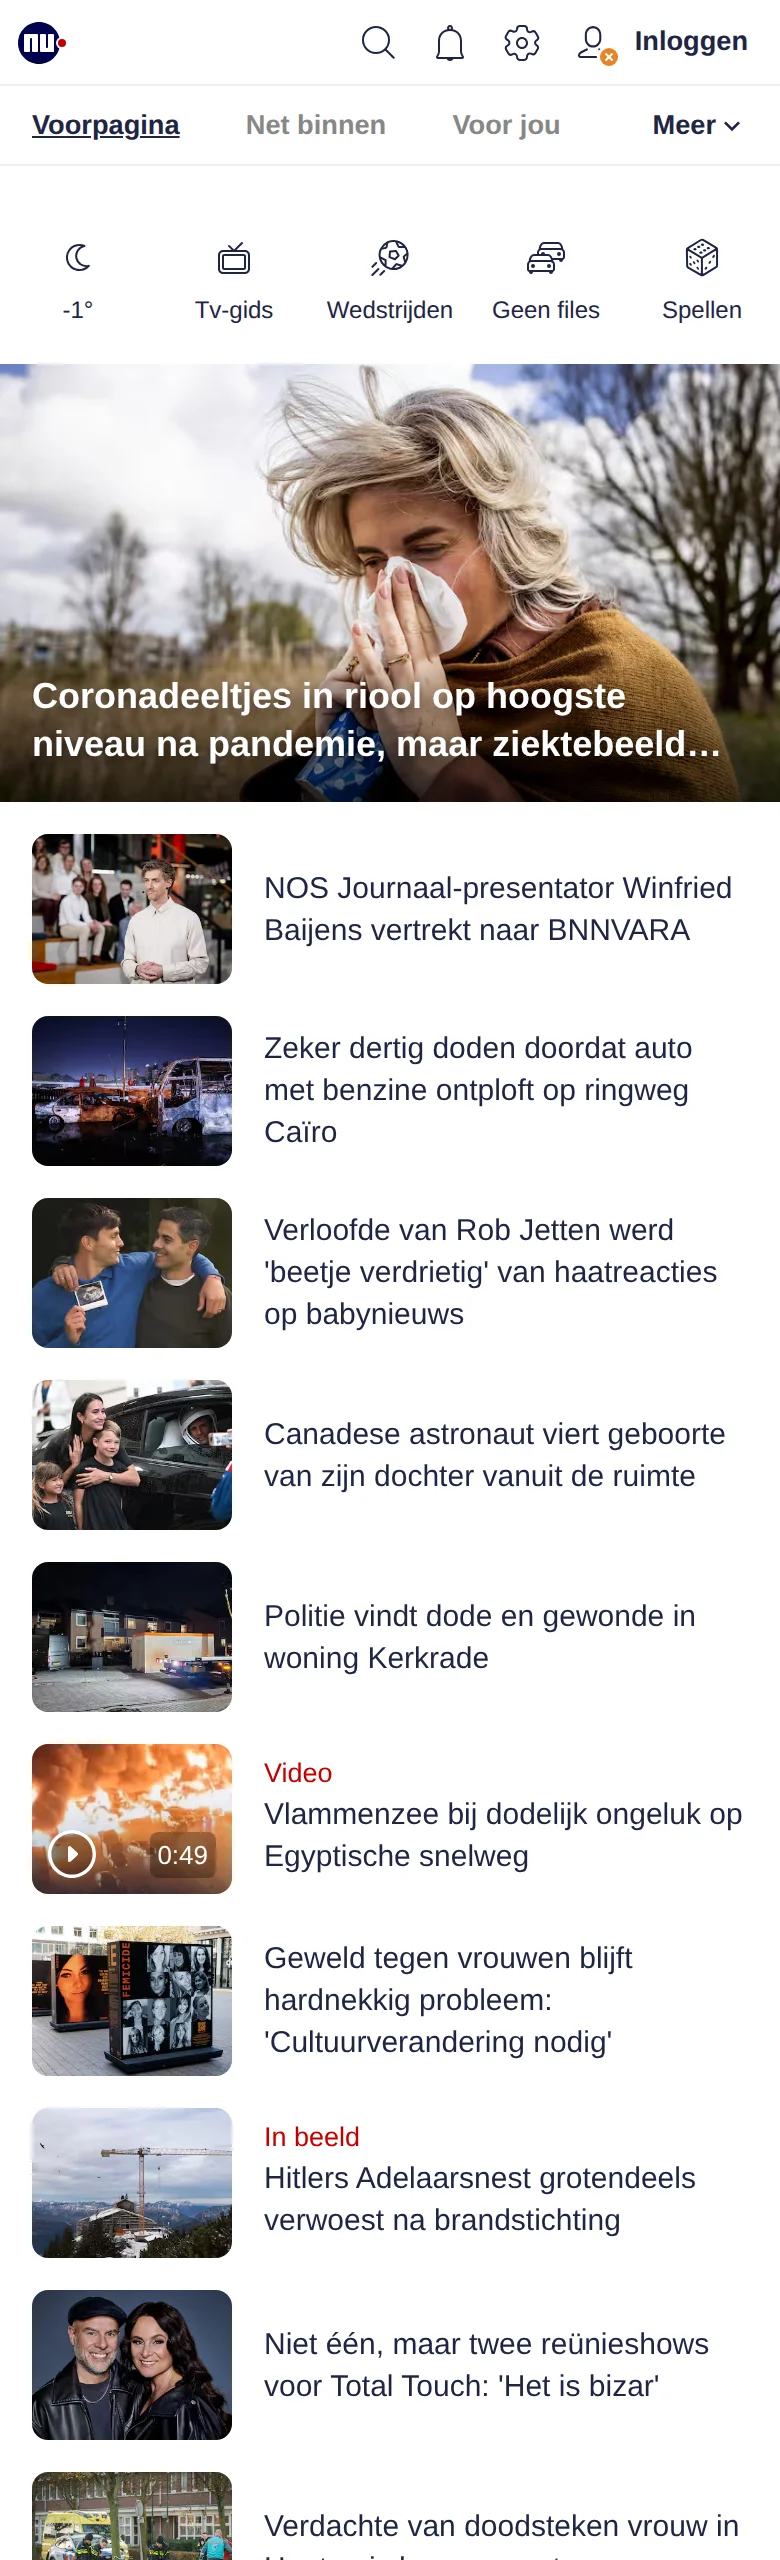 nu
Inloggen
Voorpagina Net binnen Voor jou Meer
-1° Tv-gids Wedstrijden Geen files Spellen
Coronadeeltjes in riool op hoogste
niveau na pandemie, maar ziektebeeld...
NOS Journaal-presentator Winfried
Baijens vertrekt naar BNNVARA
Zeker dertig doden doordat auto
met benzine ontploft op ringweg
Caïro
Verloofde van Rob Jetten werd
'beetje verdrietig' van haatreacties
op babynieuws
Canadese astronaut viert geboorte
van zijn dochter vanuit de ruimte
Politie vindt dode en gewonde in
woning Kerkrade
Video
Vlammenzee bij dodelijk ongeluk op
Egyptische snelweg
0:49
Geweld tegen vrouwen blijft
hardnekkig probleem:
'Cultuurverandering nodig'
FEMICIDE
In beeld
Hitlers Adelaarsnest grotendeels
verwoest na brandstichting
Niet één, maar twee reünieshows
voor Total Touch: 'Het is bizar'
Verdachte van doodsteken vrouw in